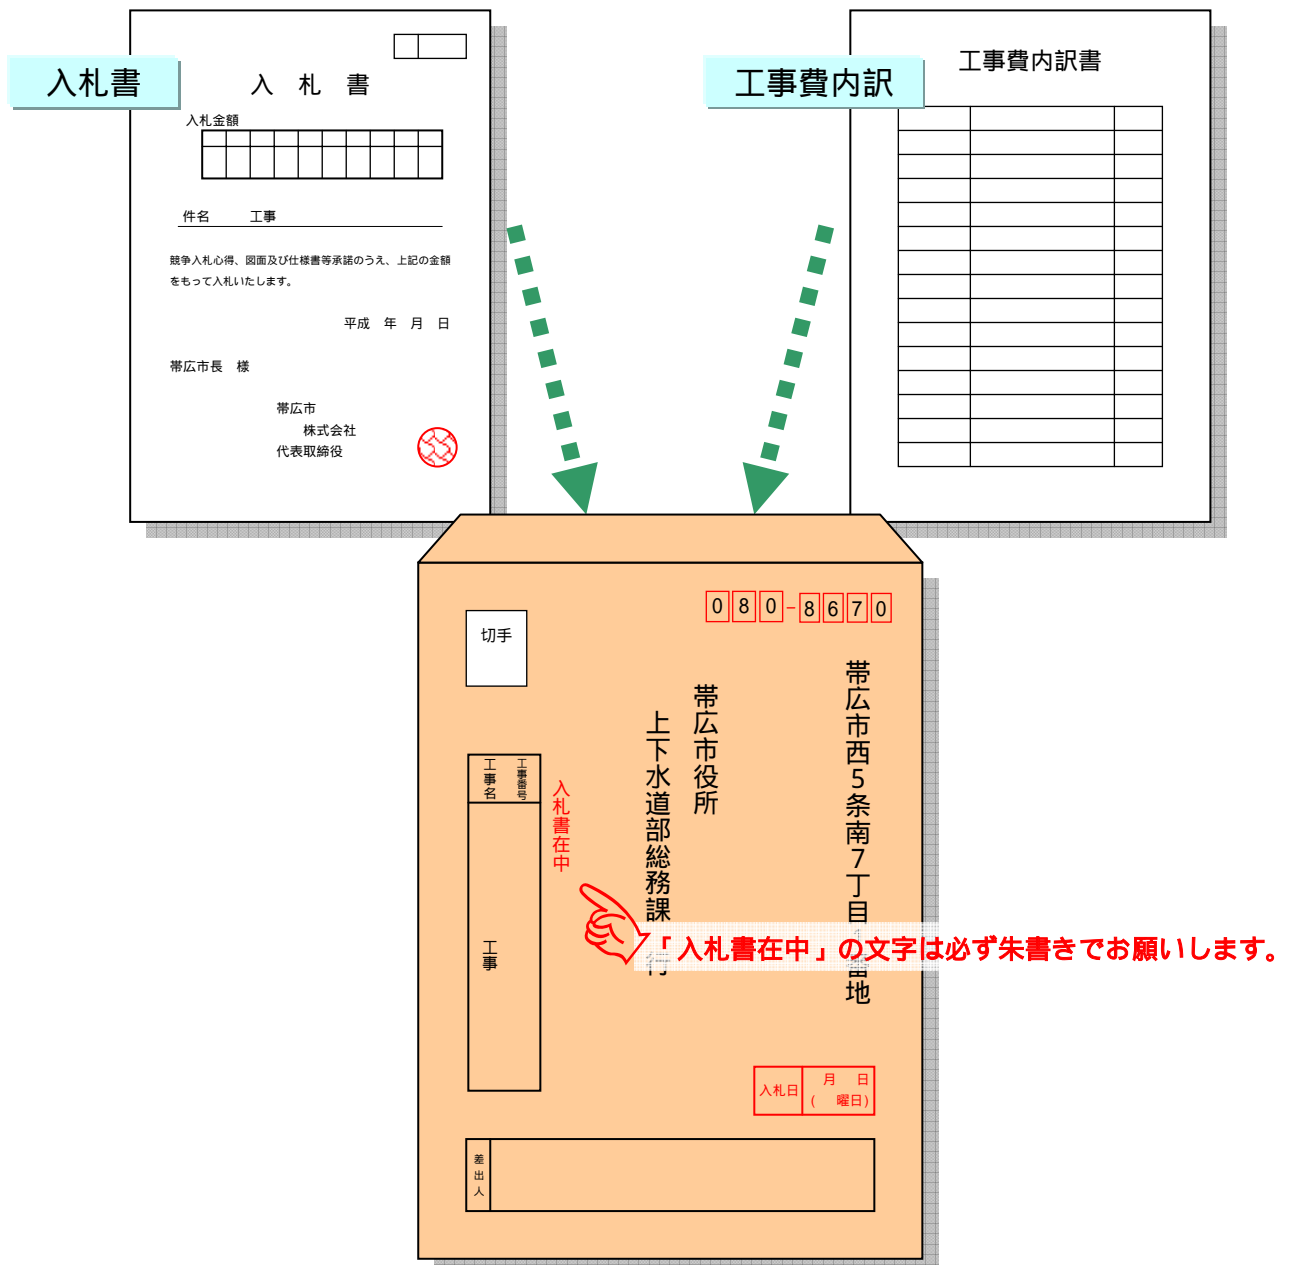 入札書
入 札 書
入札金額
件名 工事
競争入札心得、図面及び仕様書等承諾のうえ、上記の金額
をもって入札いたします。
平成 年 月 日
帯広市長 様
帯広市
株式会社
代表取締役
工事費内訳
工事費内訳書
080-8670
切手
帯広市西5条南7丁目1番地
帯広市役所
上下水道部総務課 行
入札書在中
工事番号
工事名
工事
「入札書在中」の文字は必ず朱書きでお願いします。
入札日
月 日
( 曜日)
差出人